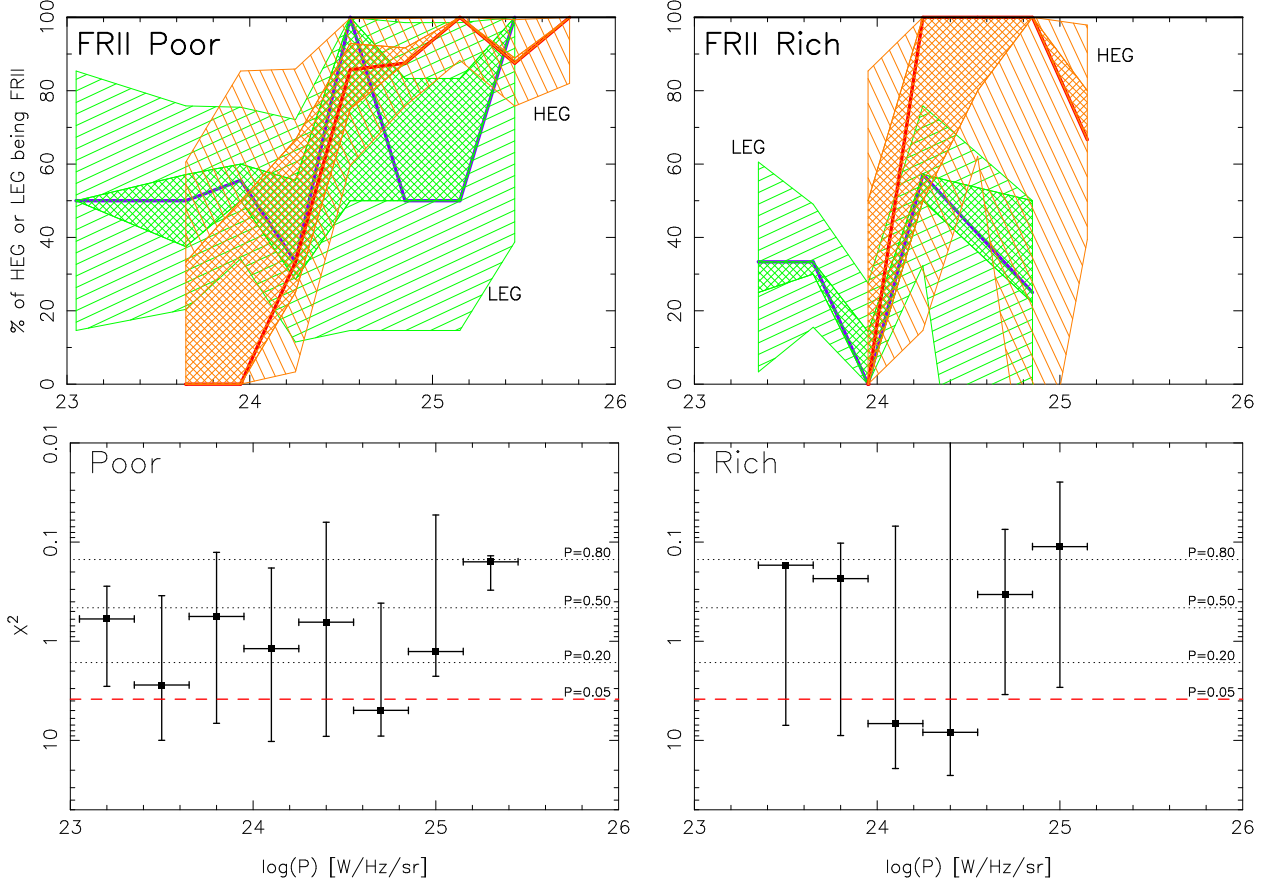 FRII Poor
HEG
LEG
% of HEG or LEG being FRII
0 20 40 60 80 100
23 24 25 26
FRII Rich
HEG
LEG
0 20 40 60 80 100
23 24 25 26
Poor
P=0.80
P=0.50
P=0.20
P=0.05
X²
0.01 0.1 1 10
23 24 25 26
log(P) [W/Hz/sr]
Rich
P=0.80
P=0.50
P=0.20
P=0.05
0.01 0.1 1 10
23 24 25 26
log(P) [W/Hz/sr]